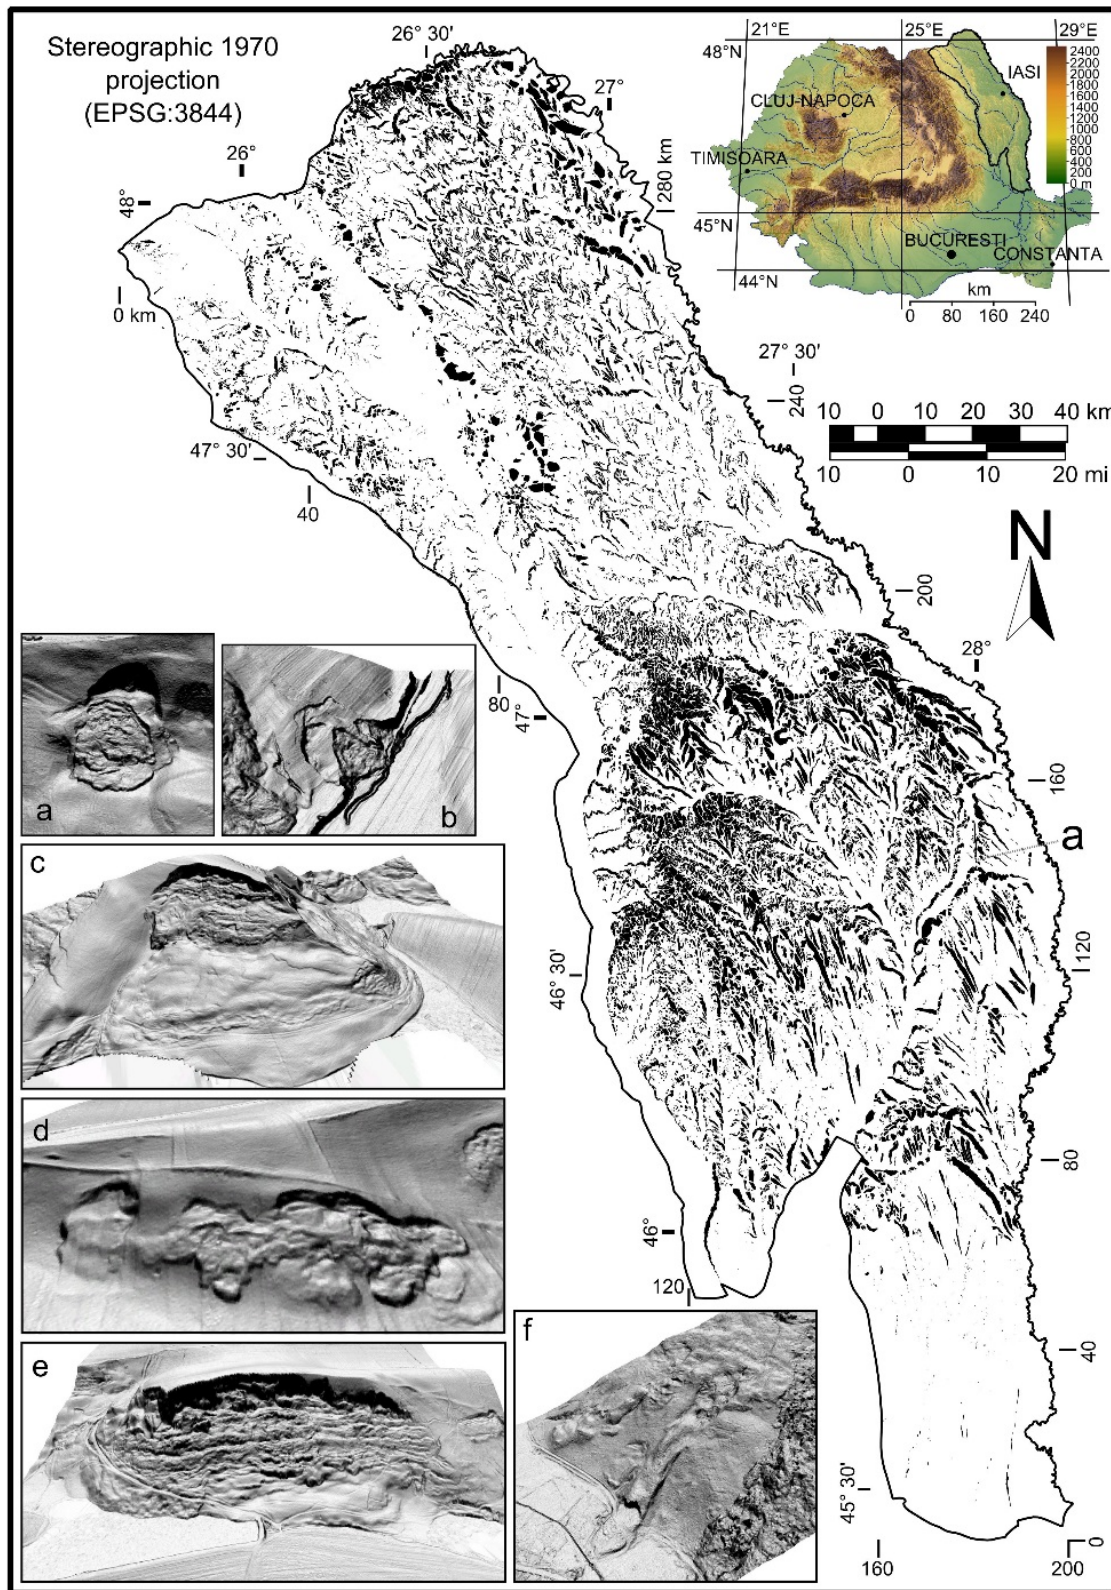 Stereographic 1970
projection
(EPSG:3844)
26° 30'
27°
26°
48°
0 km
280 km
21°E
25°E
29°E
48°N
IASI
CLUJ-NAPOCA
TIMISOARA
45°N
BUCURESTI
CONSTANTA
44°N
2400
2200
2000
1800
1600
1400
1200
1000
800
600
400
200
0 m
km
0 80 160 240
27° 30'
240
10 0 10 20 30 40 km
10 0 10 20 mi
N
47° 30'
40
200
28°
80
47°
160
a
120
46° 30'
80
46°
120
40
45° 30'
160
200
0
a
b
c
d
e
f